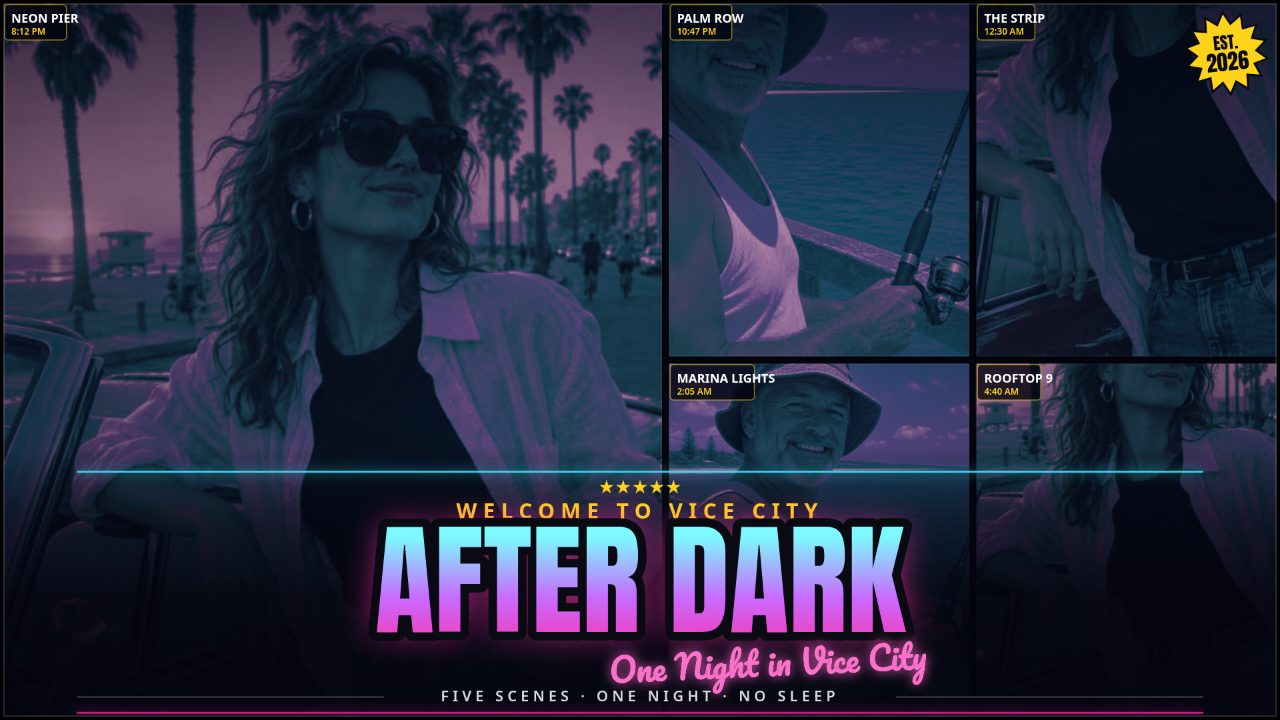 NEON PIER
8:12 PM
PALM ROW
10:47 PM
THE STRIP
12:30 AM
EST.
2026
MARINA LIGHTS
2:05 AM
ROOFTOP 9
4:40 AM
★★★★★
WELCOME TO VICE CITY
AFTER DARK
One Night in Vice City
FIVE SCENES · ONE NIGHT · NO SLEEP